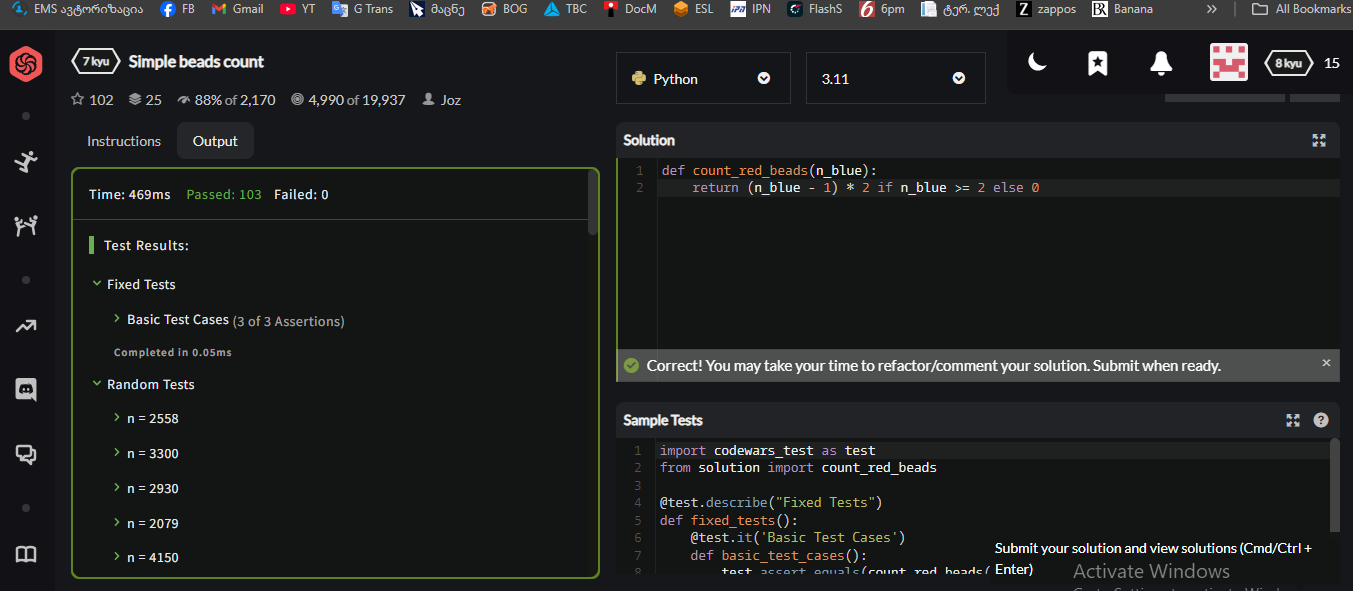 EMS ავტორიზაცია FB Gmail YT G Trans მაცნე BOG TBC DocM ESL IPN FlashS 6pm ტერ. ლექ zappos Banana » All Bookmarks
7 kyu Simple beads count
Python
3.11
8 kyu 15
102 25 88% of 2,170 4,990 of 19,937 Joz
Instructions Output
Time: 469ms Passed: 103 Failed: 0
Test Results:
Fixed Tests
Basic Test Cases (3 of 3 Assertions)
Completed in 0.05ms
Random Tests
n = 2558
n = 3300
n = 2930
n = 2079
n = 4150
Solution
1 def count_red_beads(n_blue):
2 return (n_blue - 1) * 2 if n_blue >= 2 else 0
Correct! You may take your time to refactor/comment your solution. Submit when ready. ×
Sample Tests
1 import codewars_test as test
2 from solution import count_red_beads
3
4 @test.describe("Fixed Tests")
5 def fixed_tests():
6 @test.it('Basic Test Cases')
7 def basic_test_cases():
8 test.assert_equals(count_red_beads(
Submit your solution and view solutions (Cmd/Ctrl +
Enter)
Activate Windows